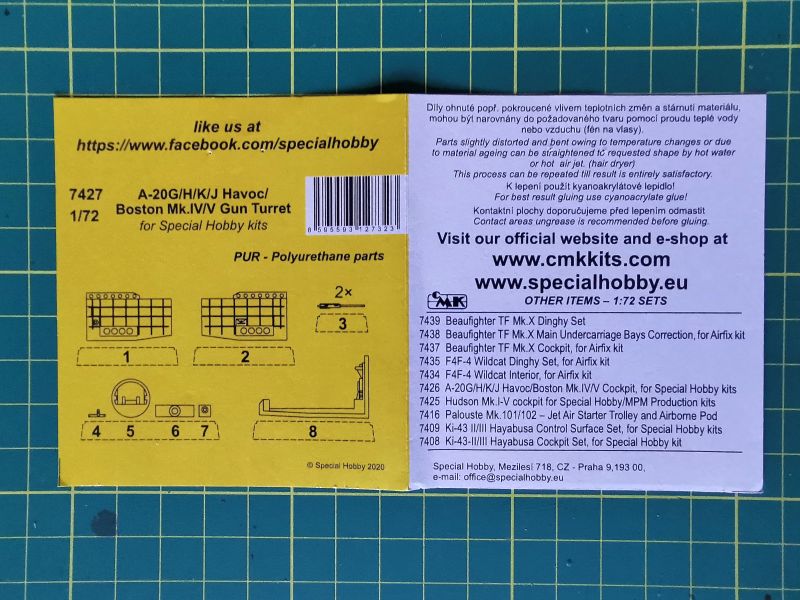 like us at
https://www.facebook.com/specialhobby
7427
1/72
A-20G/H/K/J Havoc/
Boston Mk.IV/V Gun Turret
for Special Hobby kits
8 595593 127323
PUR - Polyurethane parts
2×
3
1
2
4
5
6
7
8
© Special Hobby 2020
Díly ohnuté popř. pokroucené vlivem teplotních změn a stárnutí materiálu,
mohou být narovnány do požadovaného tvaru pomocí proudu teplé vody
nebo vzduchu (fén na vlasy).
Parts slightly distorted and bent owing to temperature changes or due
to material ageing can be straightened to requested shape by hot water
or hot air jet. (hair dryer)
This process can be repeated till result is entirely satisfactory.
K lepení použít kyanoakrylátové lepidlo!
For best result gluing use cyanoacrylate glue!
Kontaktní plochy doporučujeme před lepením odmastit
Contact areas ungrease is recommended before gluing.
Visit our official website and e-shop at
www.cmkkits.com
www.specialhobby.eu
CMK
OTHER ITEMS – 1:72 SETS
7439 Beaufighter TF Mk.X Dinghy Set
7438 Beaufighter TF Mk.X Main Undercarriage Bays Correction, for Airfix kit
7437 Beaufighter TF Mk.X Cockpit, for Airfix kit
7435 F4F-4 Wildcat Dinghy Set, for Airfix kit
7434 F4F-4 Wildcat Interior, for Airfix kit
7426 A-20G/H/K/J Havoc/Boston Mk.IV/V Cockpit, for Special Hobby kits
7425 Hudson Mk.I-V cockpit for Special Hobby/MPM Production kits
7416 Palouste Mk.101/102 – Jet Air Starter Trolley and Airborne Pod
7409 Ki-43 II/III Hayabusa Control Surface Set, for Special Hobby kits
7408 Ki-43-II/III Hayabusa Cockpit Set, for Special Hobby kit
Special Hobby, Mezilesí 718, CZ - Praha 9,193 00,
e-mail: office@specialhobby.eu